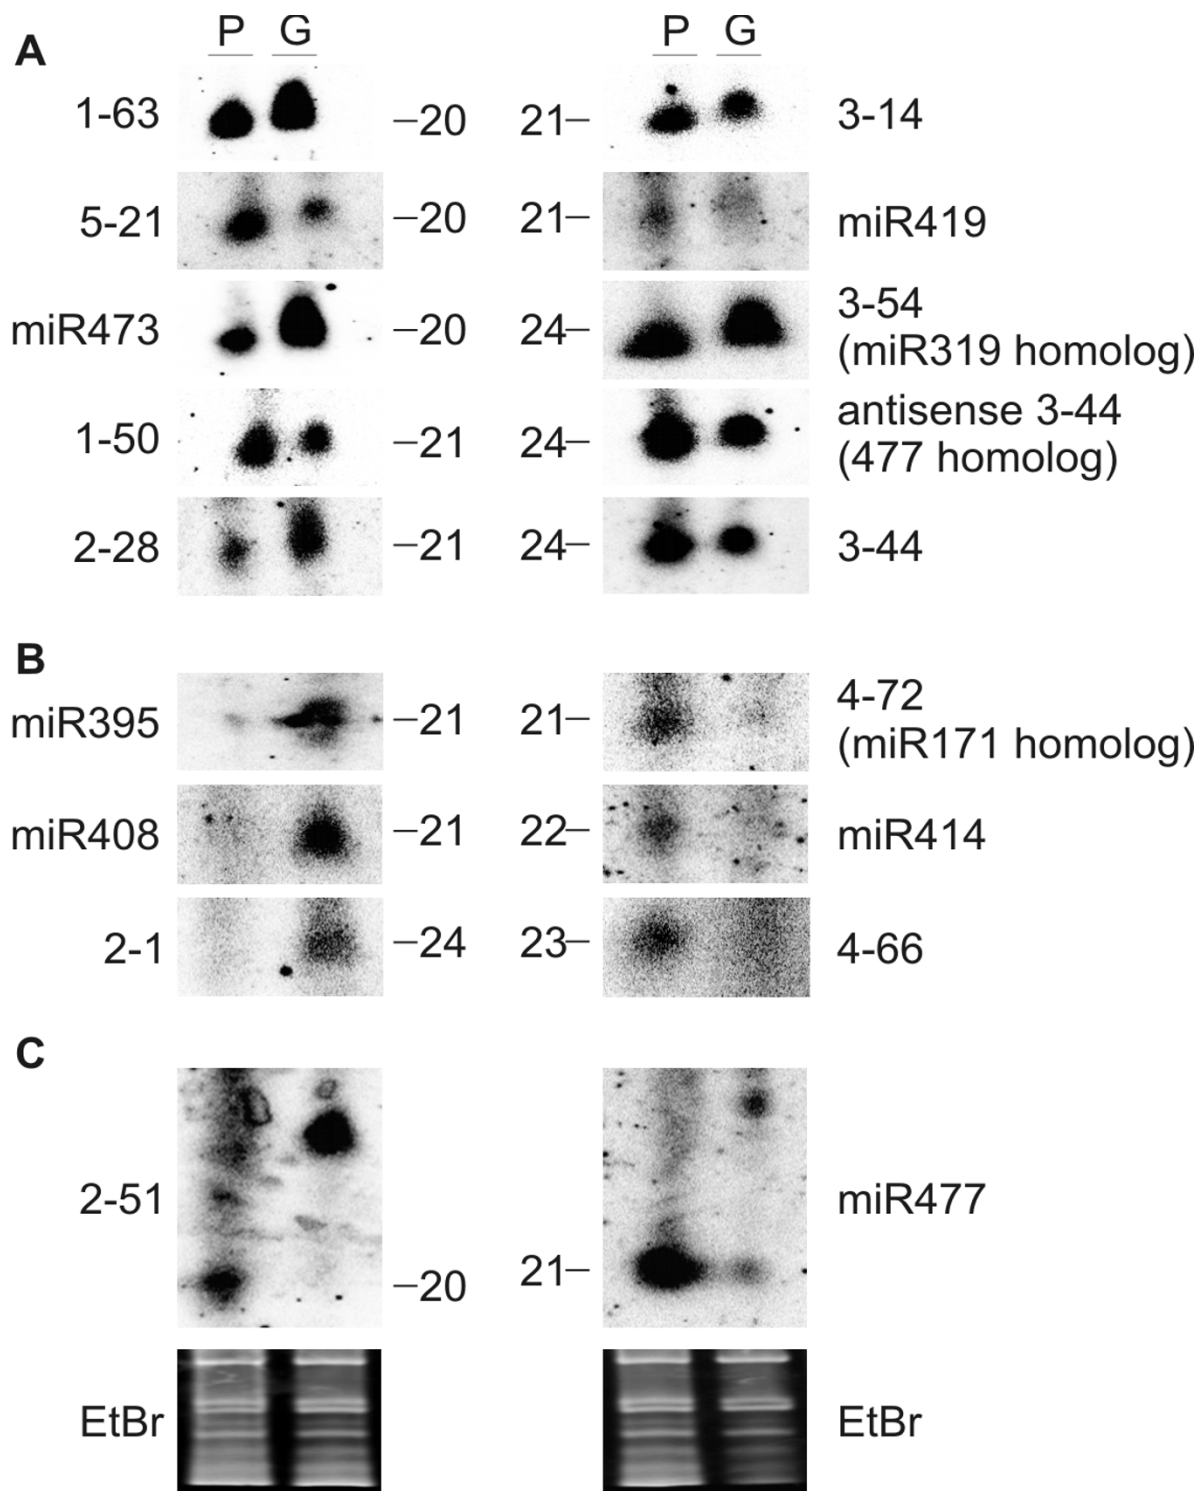 A
P G
P G
1-63
–20
21–
3-14
5-21
–20
21–
miR419
miR473
–20
24–
3-54
(miR319 homolog)
1-50
–21
24–
antisense 3-44
(477 homolog)
2-28
–21
24–
3-44
B
miR395
–21
21–
4-72
(miR171 homolog)
miR408
–21
22–
miR414
2-1
–24
23–
4-66
C
2-51
–20
21–
miR477
EtBr
EtBr